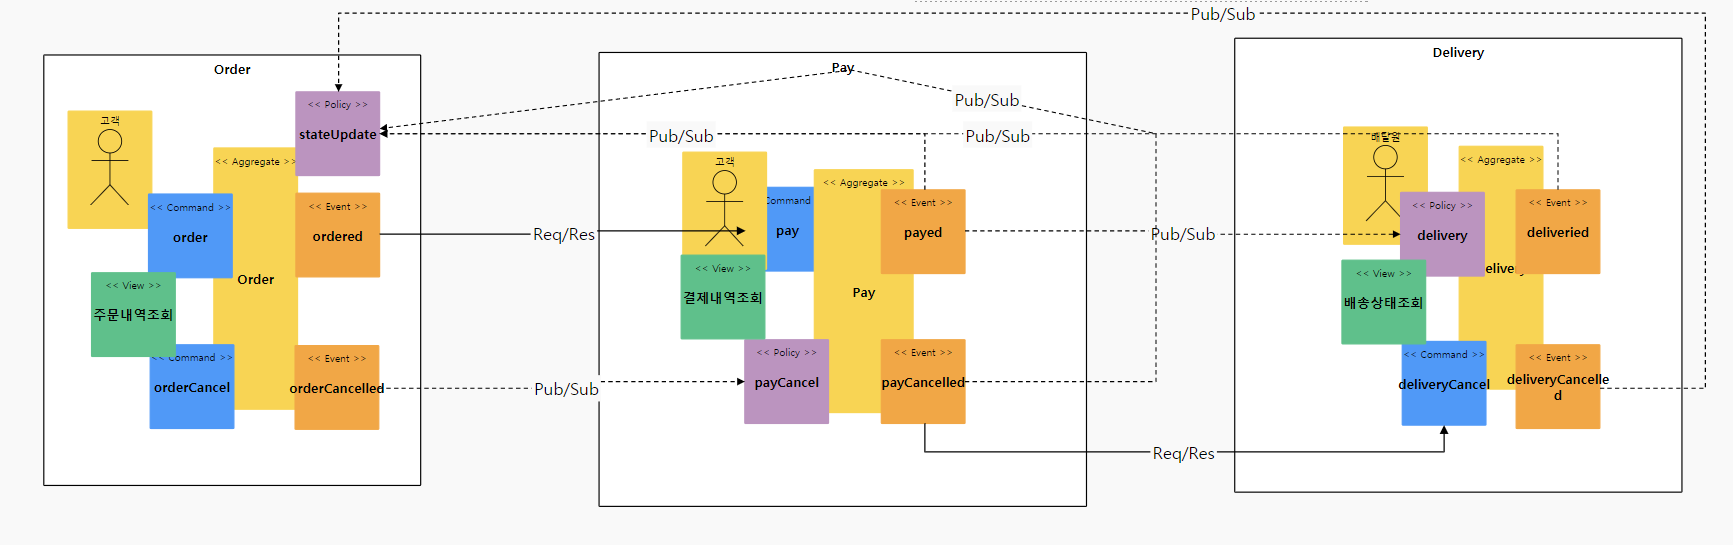 Pub/Sub
Order
<< Policy >>
stateUpdate
고객
<< Aggregate >>
Order
<< Command >>
order
<< Event >>
ordered
<< View >>
주문내역조회
<< Command >>
orderCancel
<< Event >>
orderCancelled
Req/Res
Pub/Sub
Pay
Pub/Sub
Pub/Sub
Pub/Sub
고객
Command
pay
<< Aggregate >>
Pay
<< Event >>
payed
<< View >>
결제내역조회
<< Policy >>
payCancel
<< Event >>
payCancelled
Pub/Sub
Req/Res
Delivery
배달원
<< Aggregate >>
elivery
<< Policy >>
delivery
<< Event >>
deliveried
<< View >>
배송상태조회
<< Command >>
deliveryCancel
<< Event >>
deliveryCancelle
d